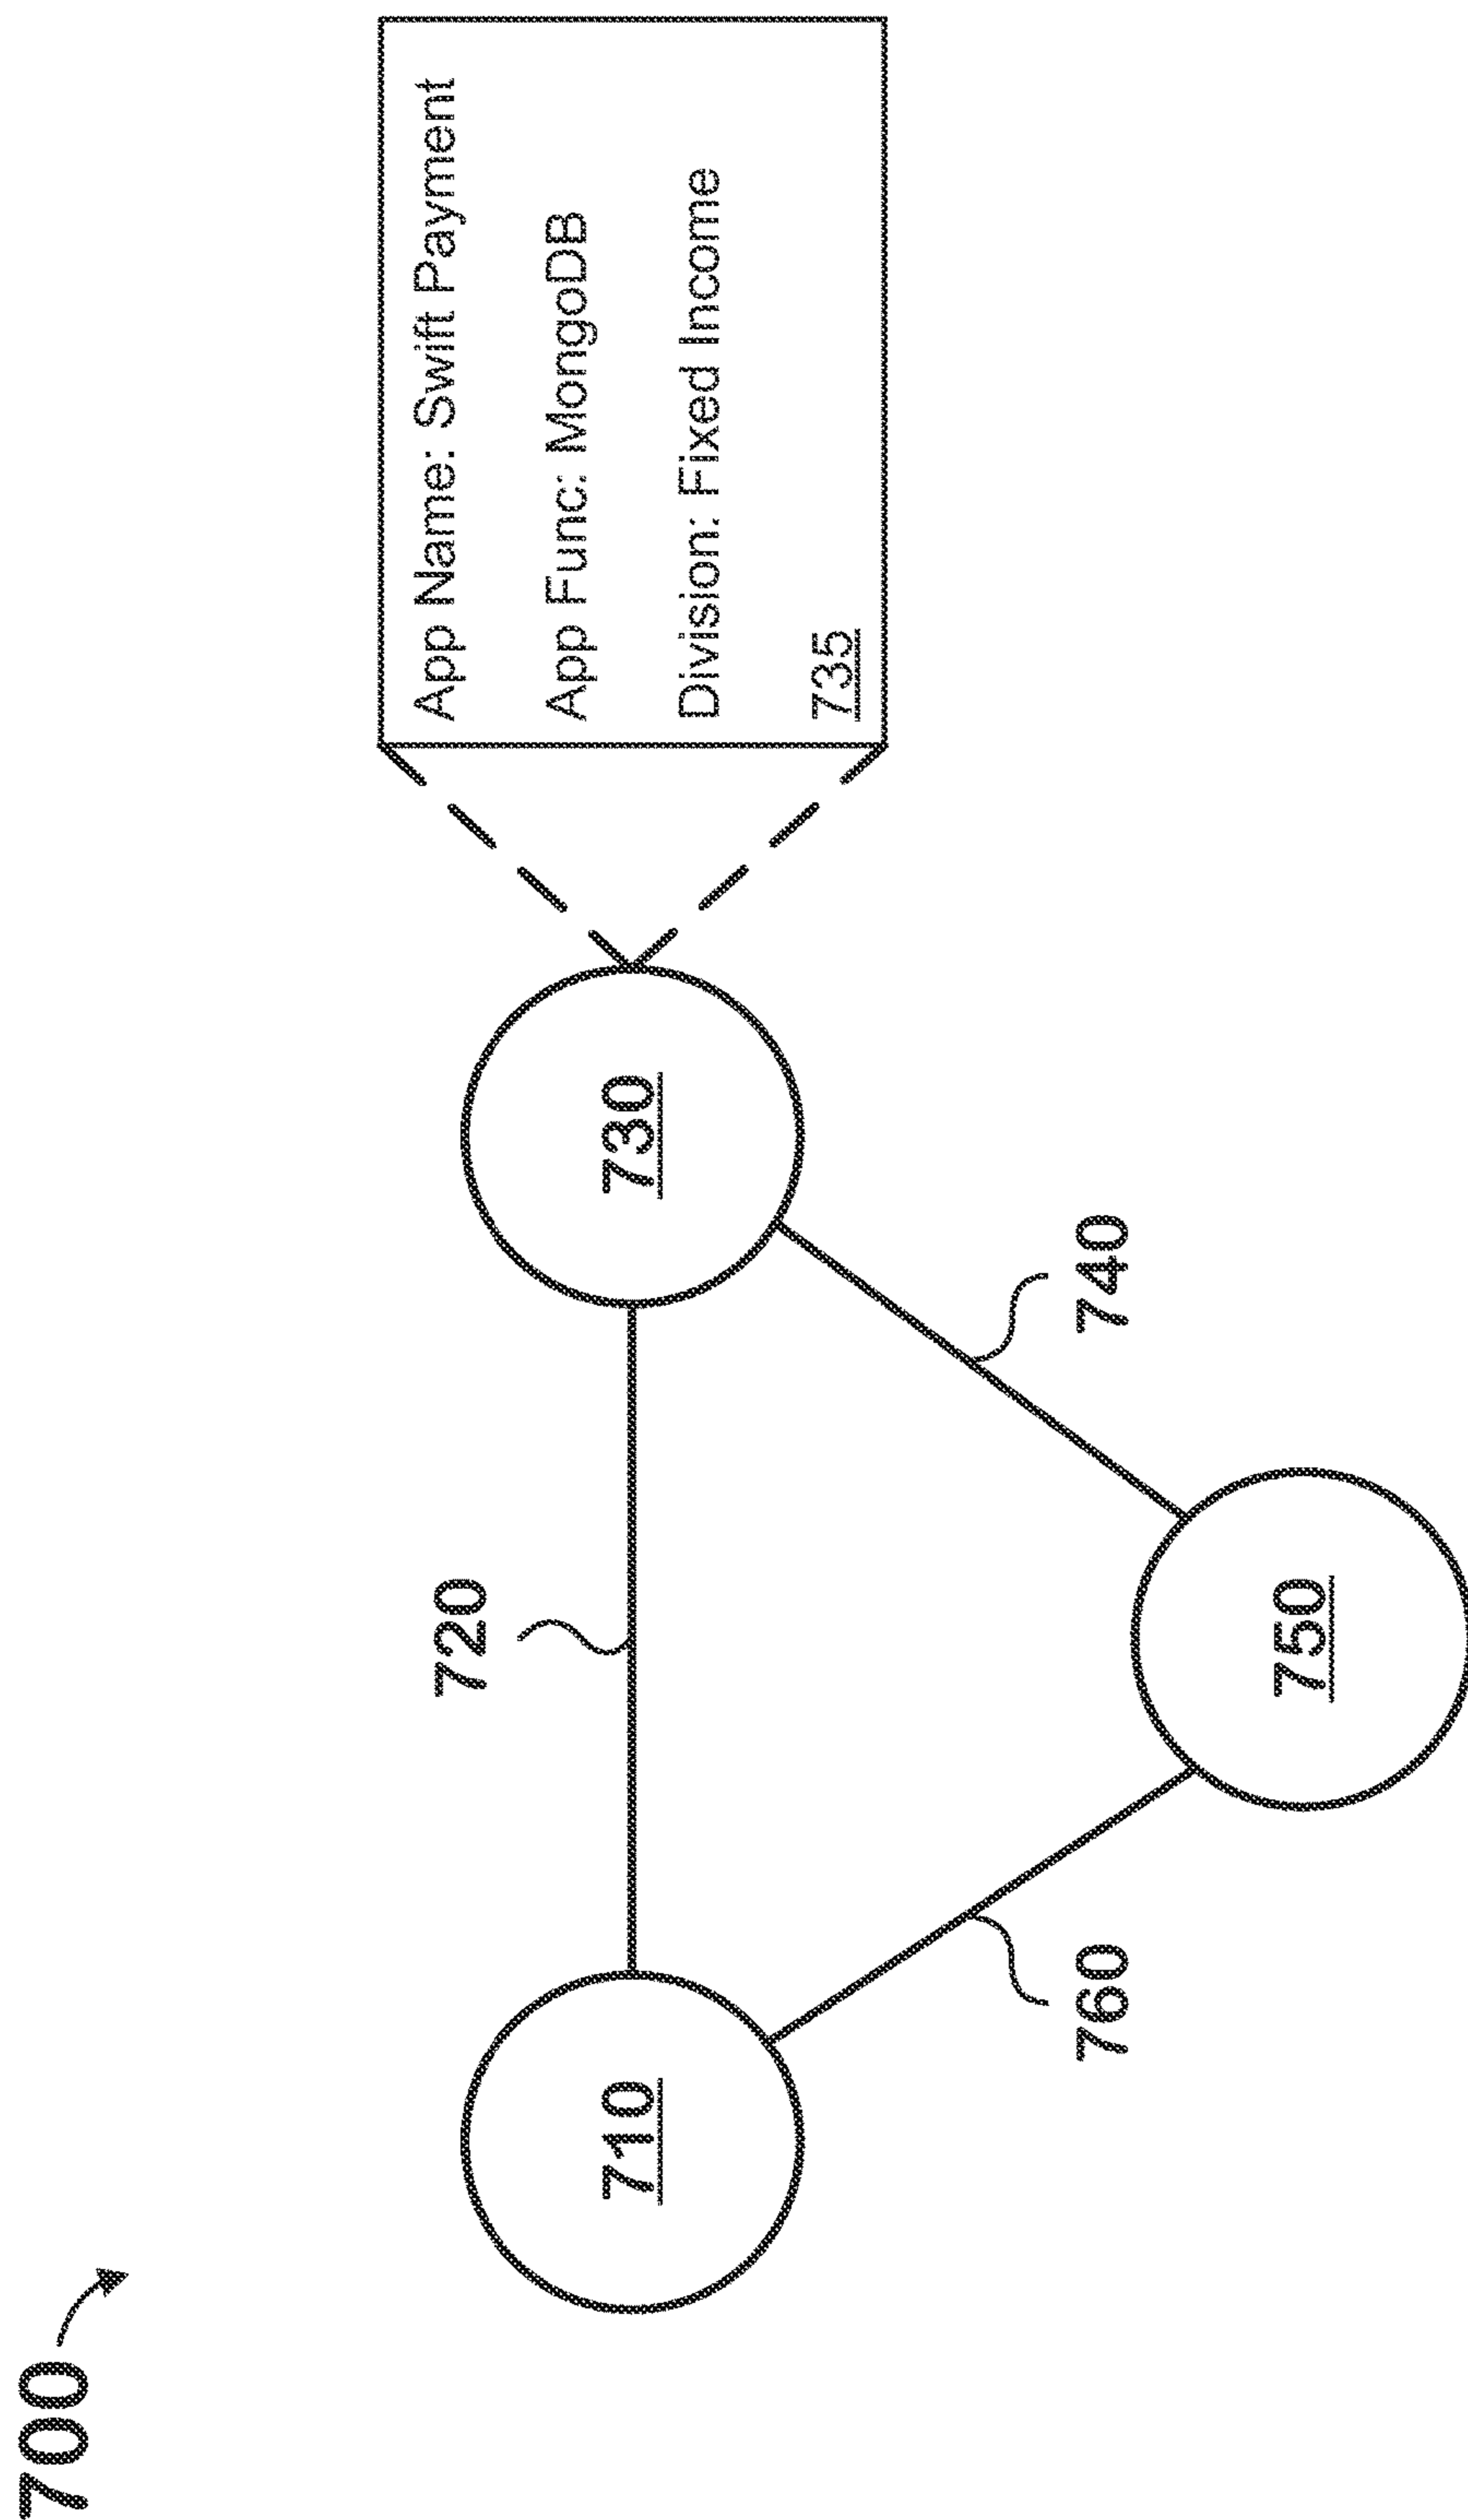 700
720
710
730
App Name: Swift Payment
App Func: MongoDB
Division: Fixed Income
735
760
740
750